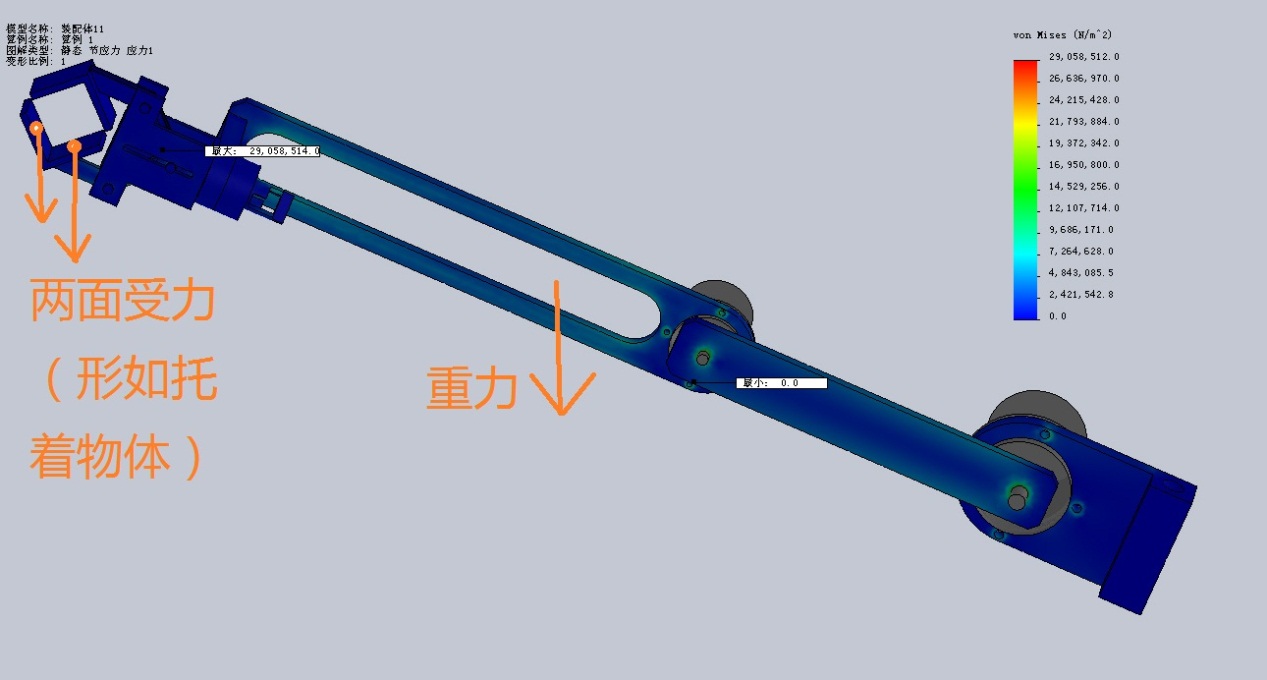 模型名称: 装配体11
算例名称: 算例 1
图解类型: 静态 节应力 应力1
变形比例: 1
von Mises (N/m^2)
29,058,512.0
26,636,970.0
24,215,428.0
21,793,884.0
19,372,342.0
16,950,800.0
14,529,256.0
12,107,714.0
9,686,171.0
7,264,628.0
4,843,085.5
2,421,542.8
0.0
最大: 29,058,514.0
最小: 0.0
两面受力
（形如托
着物体）
重力